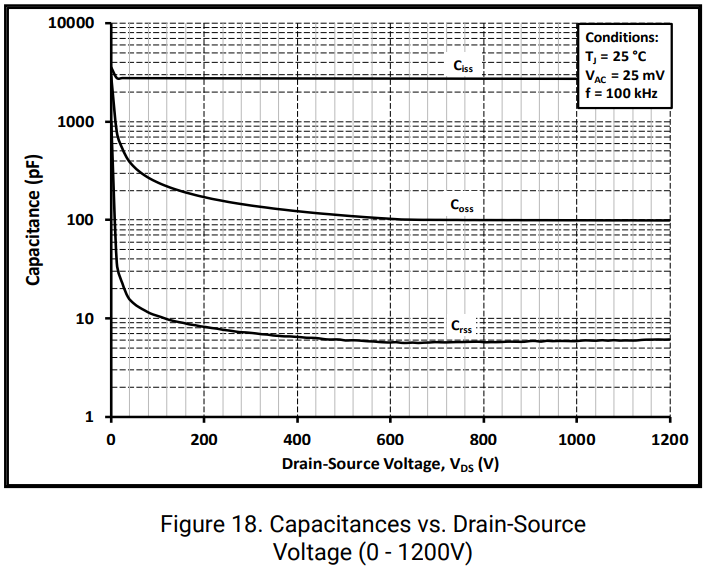 10000
1000
100
10
1
Capacitance (pF)
Conditions:
TJ = 25 °C
VAC = 25 mV
f = 100 kHz
Ciss
Coss
Crss
0 200 400 600 800 1000 1200
Drain-Source Voltage, VDS (V)
Figure 18. Capacitances vs. Drain-Source
Voltage (0 - 1200V)